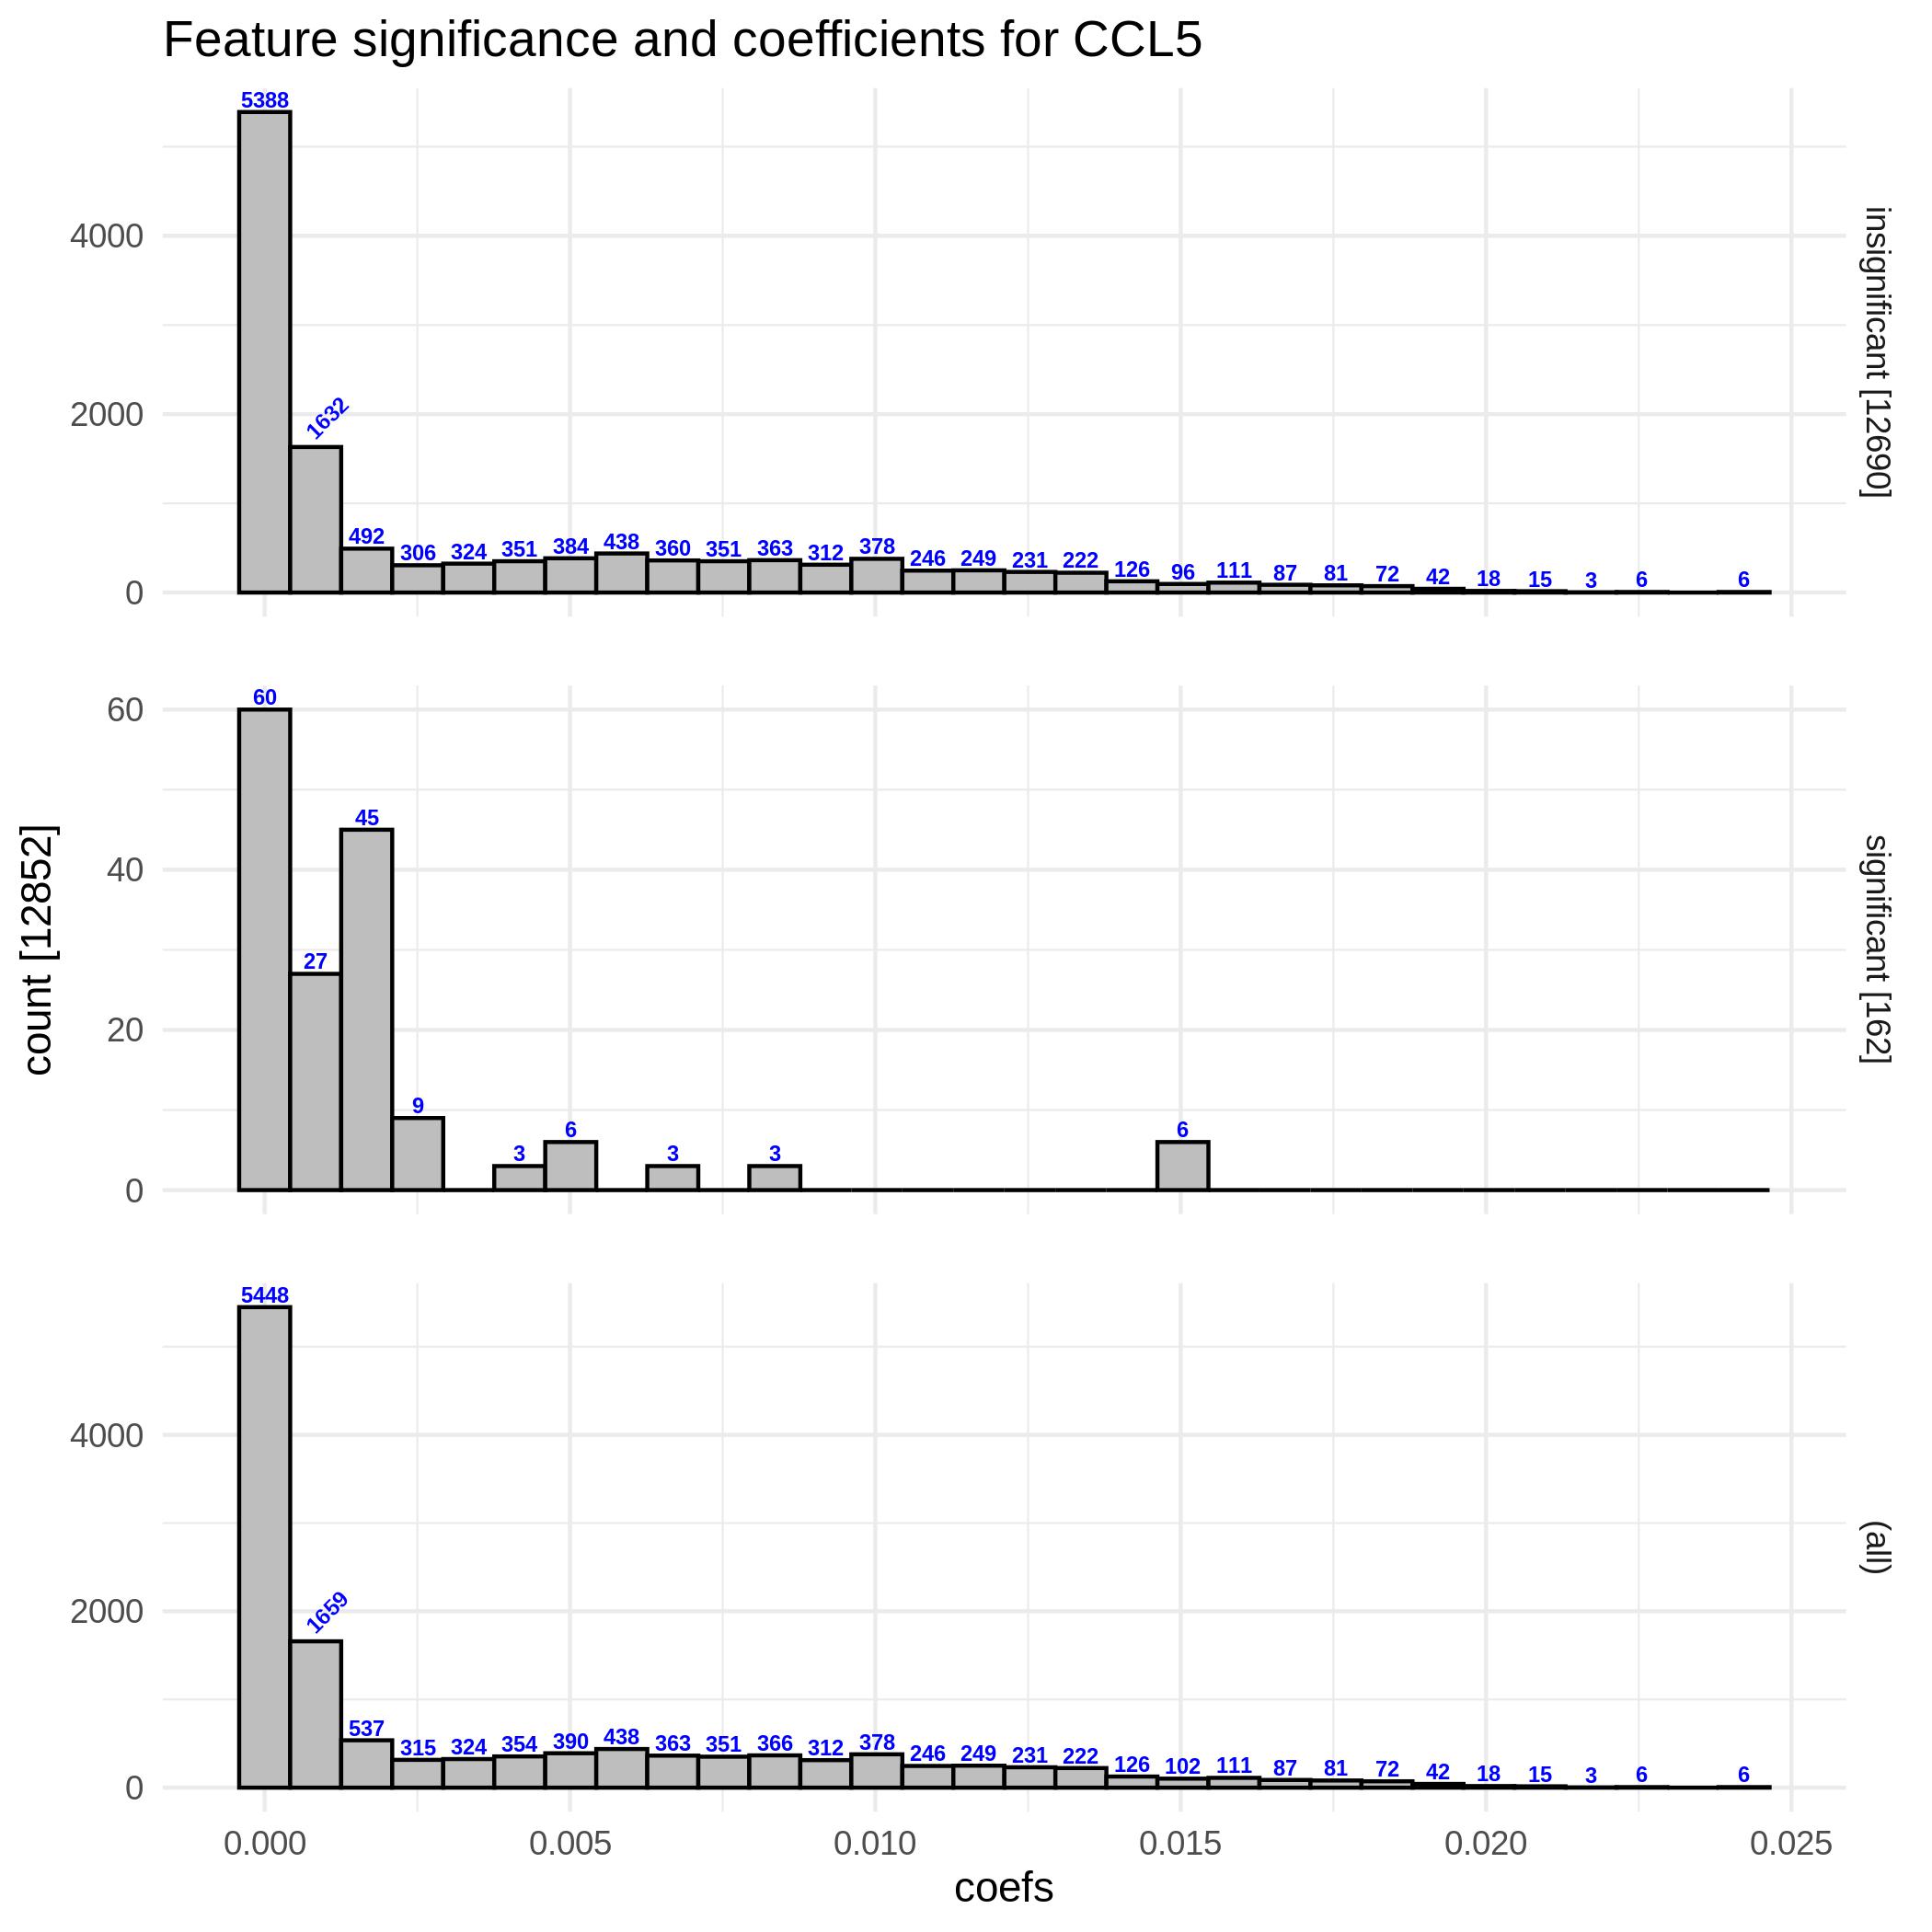 Feature significance and coefficients for CCL5
5388
1632
492 306 324 351 384 438 360 351 363 312 378 246 249 231 222 126 96 111 87 81 72 42 18 15 3 6 6
4000
2000
0
insignificant [12690]
60
45
27
9
3 6 3 3 6
60
40
20
0
significant [162]
count [12852]
5448
1659
537 315 324 354 390 438 363 351 366 312 378 246 249 231 222 126 102 111 87 81 72 42 18 15 3 6 6
4000
2000
0
(all)
0.000 0.005 0.010 0.015 0.020 0.025
coefs